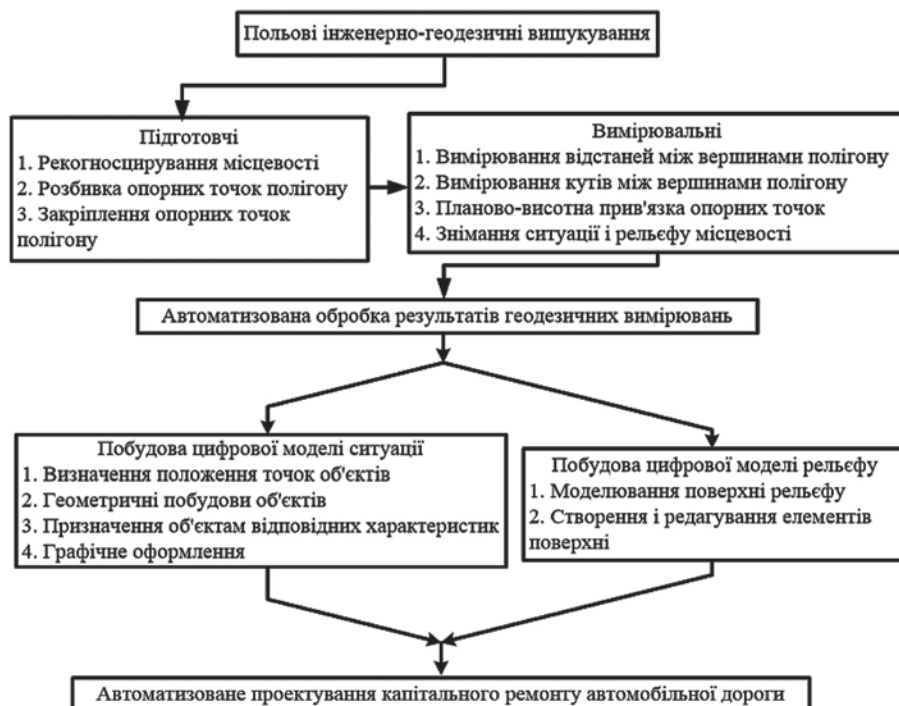 Польові інженерно-геодезичні вишукування
Підготовчі
1. Рекогносцирування місцевості
2. Розбивка опорних точок полігону
3. Закріплення опорних точок
полігону
Вимірювальні
1. Вимірювання відстаней між вершинами полігону
2. Вимірювання кутів між вершинами полігону
3. Планово-висотна прив'язка опорних точок
4. Знімання ситуації і рельєфу місцевості
Автоматизована обробка результатів геодезичних вимірювань
Побудова цифрової моделі ситуації
1. Визначення положення точок об'єктів
2. Геометричні побудови об'єктів
3. Призначення об'єктам відповідних характеристик
4. Графічне оформлення
Побудова цифрової моделі рельєфу
1. Моделювання поверхні рельєфу
2. Створення і редагування елементів
поверхні
Автоматизоване проектування капітального ремонту автомобільної дороги